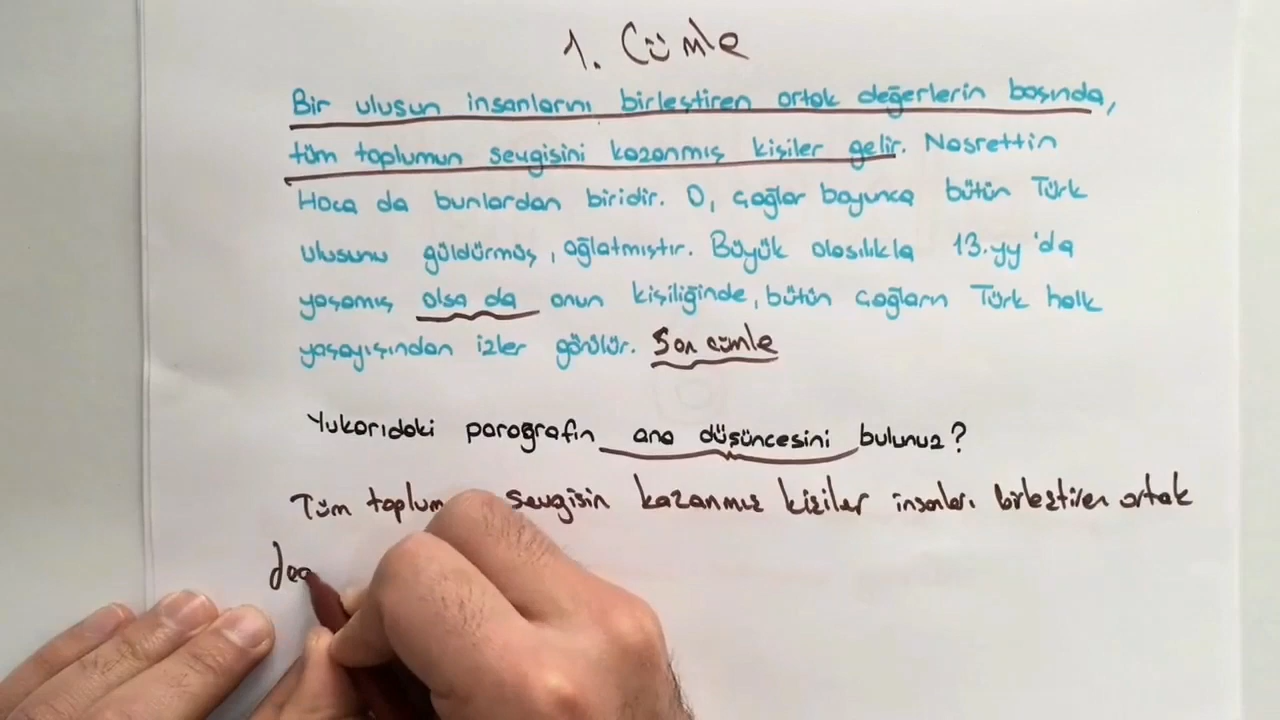 1. Cümle
Bir ulusun insanlarını birleştiren ortak değerlerin başında,
tüm toplumun sevgisini kazanmış kişiler gelir. Nasrettin
Hoca da bunlardan biridir. O, çağlar boyunca bütün Türk
ulusunu güldürmüş, ağlatmıştır. Büyük olasılıkla 13.yy'da
yaşamış olsa da onun kişiliğinde, bütün çağların Türk halk
yaşayışından izler görülür. Son cümle
Yukarıdaki paragrafın ana düşüncesini bulunuz?
Tüm toplum sevgisin kazanmış kişiler insanları birleştiren ortak